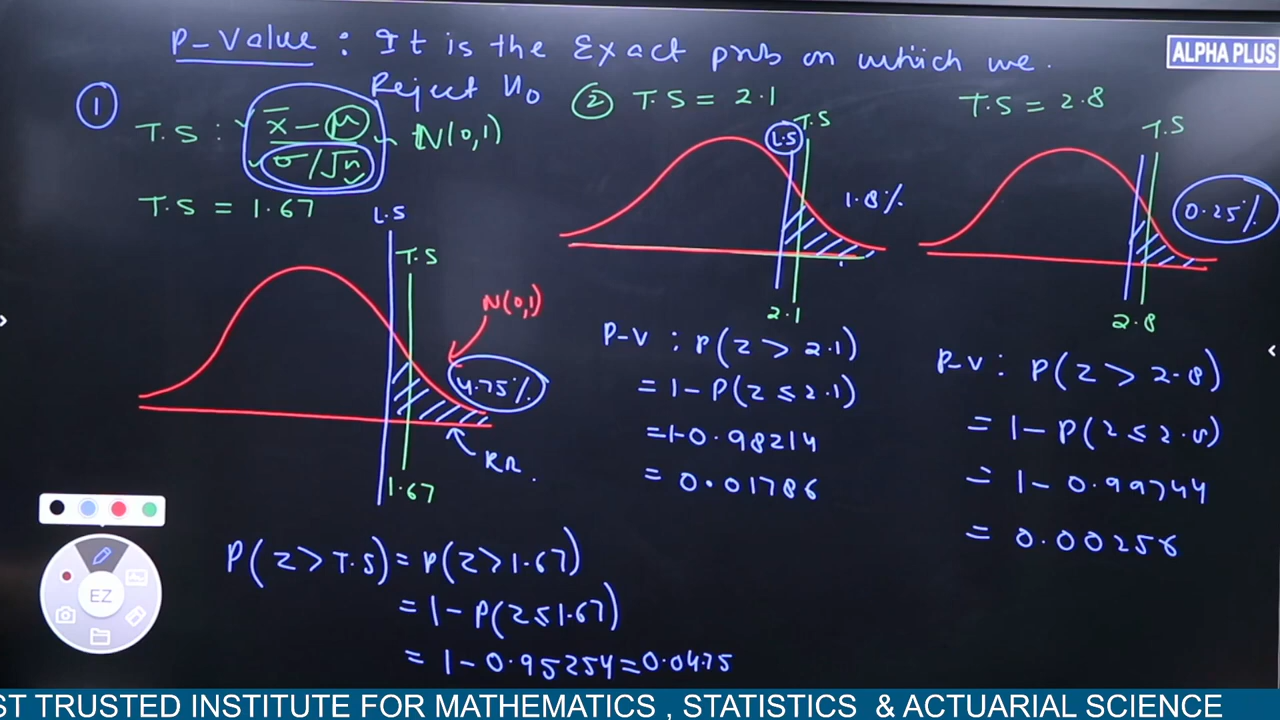 P-Value : It is the Exact prob on which we
Reject H0
ALPHA PLUS
①
T.S : x̄ - μ / σ/√n ~ N(0,1)
T.S = 1.67
L.S
T.S
N(0,1)
4.75%
RR.
1.67
P(Z > T.S) = P(Z > 1.67)
= 1 - P(Z ≤ 1.67)
= 1 - 0.95254 = 0.0475
② T.S = 2.1
L.S
T.S
1.8%
2.1
P-V : P(Z > 2.1)
= 1 - P(Z ≤ 2.1)
= 1 - 0.98214
= 0.01786
T.S = 2.8
T.S
0.25%
2.8
P-V : P(Z > 2.8)
= 1 - P(Z ≤ 2.8)
= 1 - 0.99744
= 0.00256
EZ
ST TRUSTED INSTITUTE FOR MATHEMATICS , STATISTICS & ACTUARIAL SCIENCE